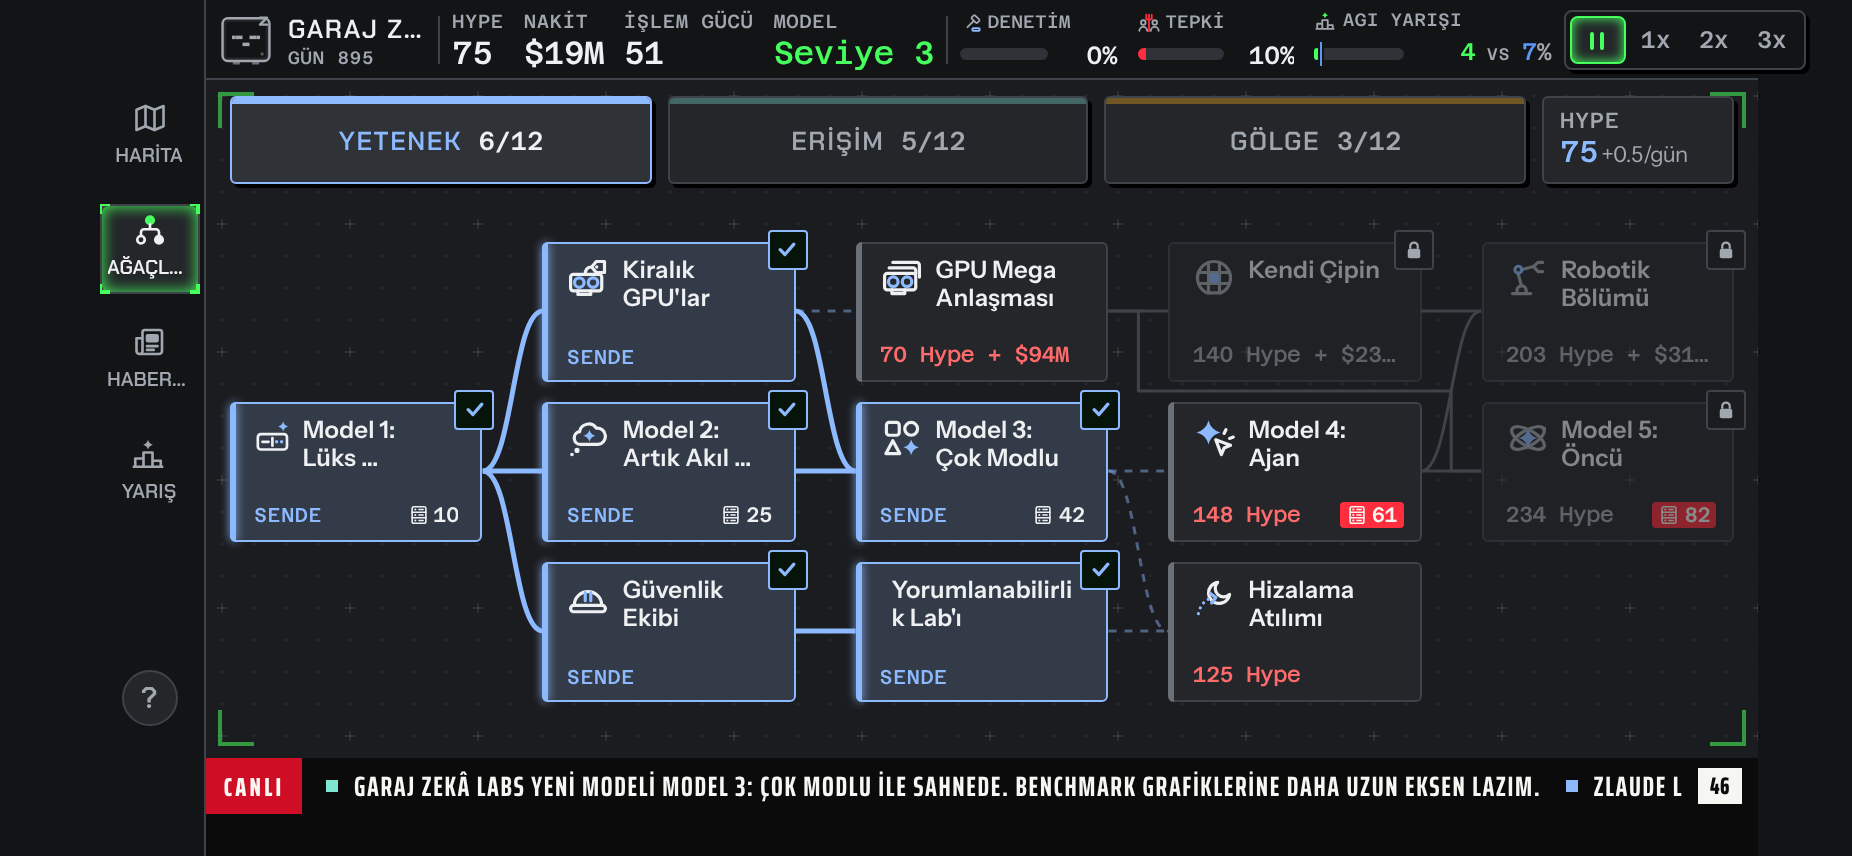 GARAJ Z...
GÜN 895
HYPE
75
NAKİT
$19M
İŞLEM GÜCÜ
51
MODEL
Seviye 3
DENETİM
0%
TEPKİ
10%
AGI YARIŞI
4 vs 7%
1x 2x 3x
HARİTA
AĞAÇL...
HABER...
YARIŞ
?
YETENEK 6/12
ERİŞİM 5/12
GÖLGE 3/12
HYPE
75 +0.5/gün
Kiralık
GPU'lar
SENDE
GPU Mega
Anlaşması
70 Hype + $94M
Kendi Çipin
140 Hype + $23...
Robotik
Bölümü
203 Hype + $31...
Model 1:
Lüks ...
SENDE 10
Model 2:
Artık Akıl ...
SENDE 25
Model 3:
Çok Modlu
SENDE 42
Model 4:
Ajan
148 Hype 61
Model 5:
Öncü
234 Hype 82
Güvenlik
Ekibi
SENDE
Yorumlanabilirli
k Lab'ı
SENDE
Hizalama
Atılımı
125 Hype
CANLI
GARAJ ZEKÂ LABS YENİ MODELİ MODEL 3: ÇOK MODLU İLE SAHNEDE. BENCHMARK GRAFİKLERİNE DAHA UZUN EKSEN LAZIM.
ZLAUDE L
46